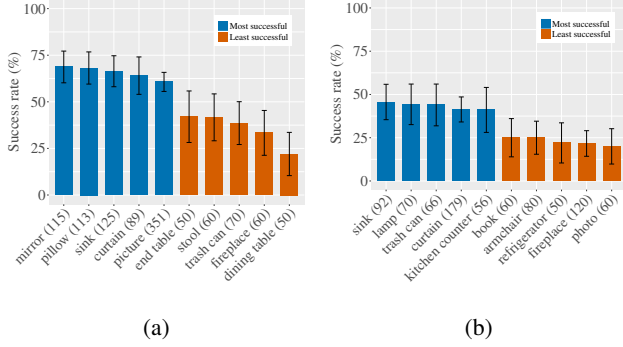 100
75
50
25
0
Success rate (%)
Most successful
Least successful
mirror (115)
pillow (113)
sink (125)
curtain (89)
picture (351)
end table (50)
stool (60)
trash can (70)
fireplace (60)
dining table (50)
(a)
100
75
50
25
0
Success rate (%)
Most successful
Least successful
sink (92)
lamp (70)
trash can (66)
curtain (179)
kitchen counter (56)
book (60)
armchair (80)
refrigerator (50)
fireplace (120)
photo (60)
(b)